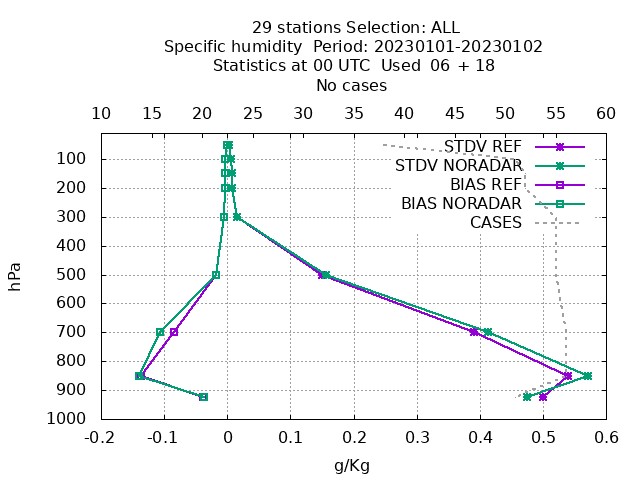 29 stations Selection: ALL
Specific humidity  Period: 20230101-20230102
Statistics at 00 UTC  Used  06 + 18
No cases
10 15 20 25 30 35 40 45 50 55 60
STDV REF
STDV NORADAR
BIAS REF
BIAS NORADAR
CASES
hPa
100
200
300
400
500
600
700
800
900
1000
-0.2 -0.1 0 0.1 0.2 0.3 0.4 0.5 0.6
g/Kg